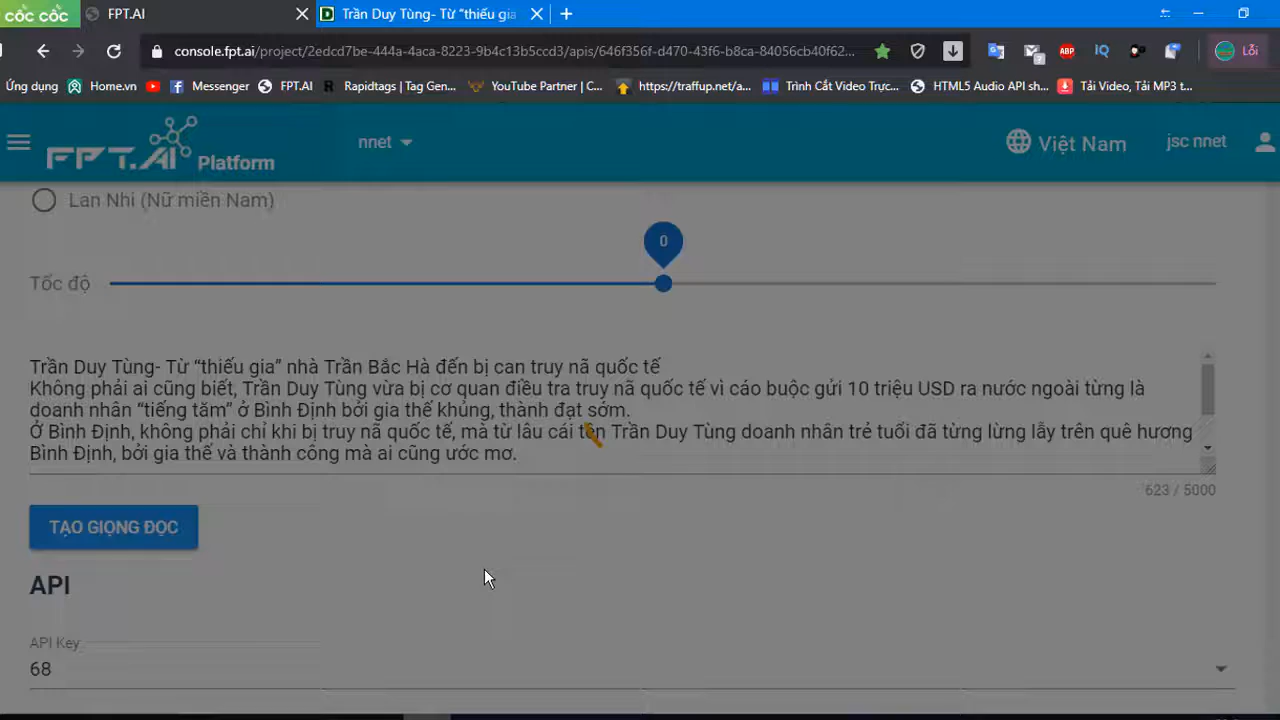 cốc cốc FPT.AI Trần Duy Tùng- Từ “thiếu gia
console.fpt.ai/project/2edcd7be-444a-4aca-8223-9b4c13b5ccd3/apis/646f356f-d470-43f6-b8ca-84056cb40f62... ABP IQ ? Lỗi
Ứng dụng Home.vn Messenger FPT.AI Rapidtags | Tag Gen... YouTube Partner | C... https://traffup.net/a... Trình Cắt Video Trực... HTML5 Audio API sh... Tải Video, Tải MP3 t...
FPT.AI Platform nnet Việt Nam jsc nnet
Lan Nhi (Nữ miền Nam)
0
Tốc độ
Trần Duy Tùng- Từ “thiếu gia” nhà Trần Bắc Hà đến bị can truy nã quốc tế
Không phải ai cũng biết, Trần Duy Tùng vừa bị cơ quan điều tra truy nã quốc tế vì cáo buộc gửi 10 triệu USD ra nước ngoài từng là
doanh nhân “tiếng tăm” ở Bình Định bởi gia thế khủng, thành đạt sớm.
Ở Bình Định, không phải chỉ khi bị truy nã quốc tế, mà từ lâu cái tên Trần Duy Tùng doanh nhân trẻ tuổi đã từng lừng lẫy trên quê hương
Bình Định, bởi gia thế và thành công mà ai cũng ước mơ.
623 / 5000
TẠO GIỌNG ĐỌC
API
API Key
68